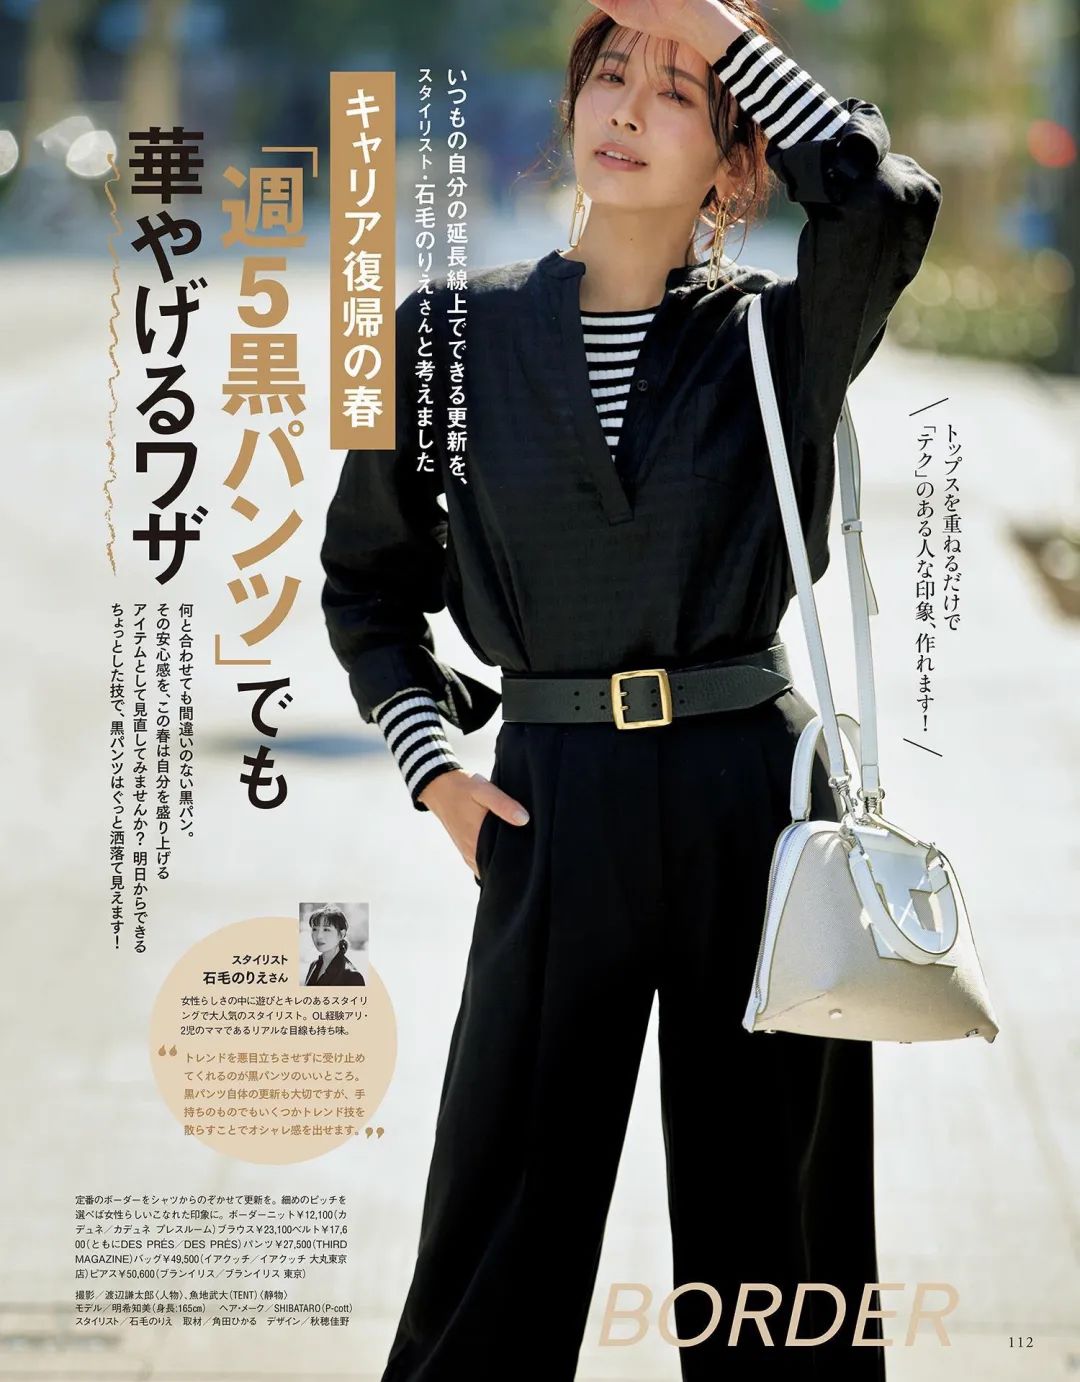 いつもの自分の延長線上でできる更新を、
スタイリスト・石毛のりえさんと考えました
キャリア復帰の春
「週5黒パンツ」でも
華やげるワザ
何と合わせても間違いのない黒パン。
その安心感を、この春は自分を盛り上げる
アイテムとして見直してみませんか？ 明日からできる
ちょっとした技で、黒パンツはぐっと洒落て見えます！
トップスを重ねるだけで
「テク」のある人な印象、作れます！
スタイリスト
石毛のりえさん
女性らしさの中に遊びとキレのあるスタイリ
ングで大人気のスタイリスト。OL経験アリ・
2児のママであるリアルな目線も持ち味。
“トレンドを悪目立ちさせずに受け止め
てくれるのが黒パンツのいいところ。
黒パンツ自体の更新も大切ですが、手
持ちのものでもいくつかトレンド技を
散らすことでオシャレ感を出せます。”
定番のボーダーをシャツからのぞかせて更新を。細めのピッチを
選べば女性らしいこなれた印象に。ボーダーニット¥12,100(カ
デュネ／カデュネ プレスルーム)ブラウス¥23,100ベルト¥17,6
00(ともにDES PRÉS／DES PRÉS)パンツ¥27,500(THIRD
MAGAZINE)バッグ¥49,500(イアクッチ／イアクッチ 大丸東京
店)ピアス¥50,600(ブランイリス／ブランイリス 東京)
撮影／渡辺謙太郎〈人物〉、魚地武大(TENT)〈静物〉
モデル／明希知美(身長:165㎝) ヘア・メーク／SHIBATARO(P-cott)
スタイリスト／石毛のりえ 取材／角田ひかる デザイン／秋穂佳野
BORDER
112